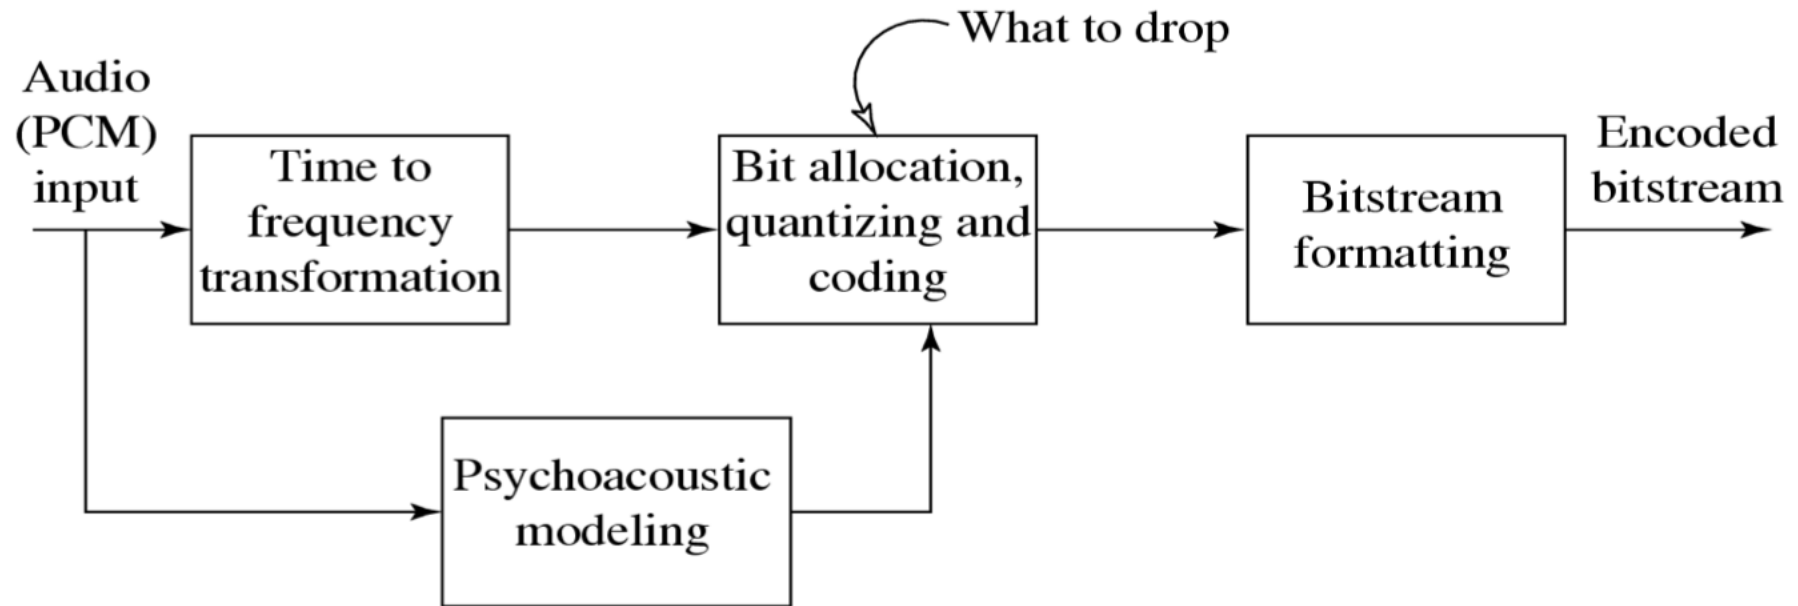 What to drop
Audio
(PCM)
input
Time to
frequency
transformation
Bit allocation,
quantizing and
coding
Bitstream
formatting
Encoded
bitstream
Psychoacoustic
modeling